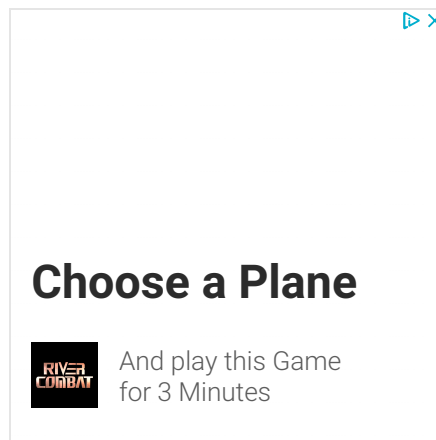 Choose a Plane
RIVER
COMBAT
And play this Game
for 3 Minutes